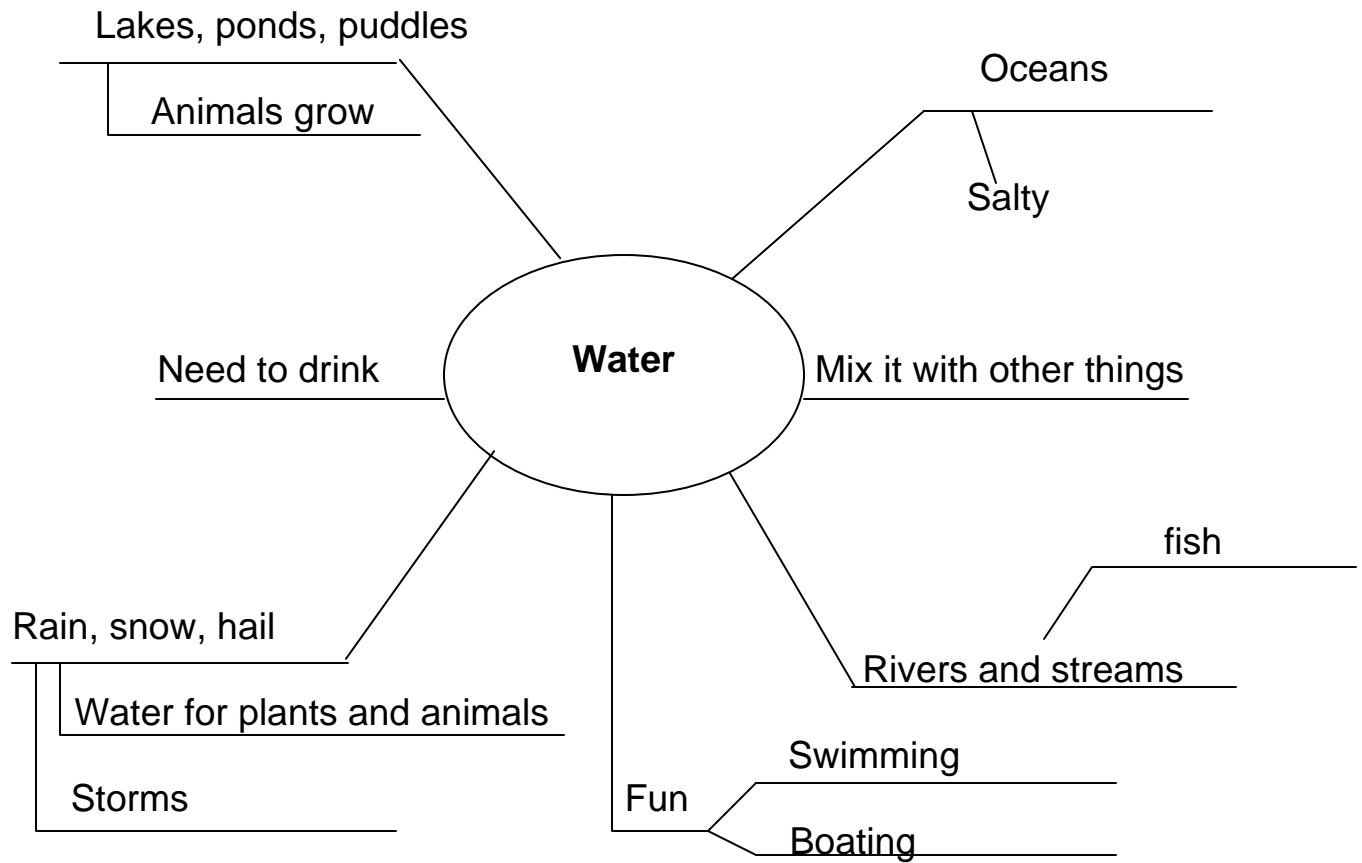 Lakes, ponds, puddles
Animals grow
Oceans
Salty
Water
Need to drink
Mix it with other things
fish
Rivers and streams
Rain, snow, hail
Water for plants and animals
Storms
Fun
Swimming
Boating